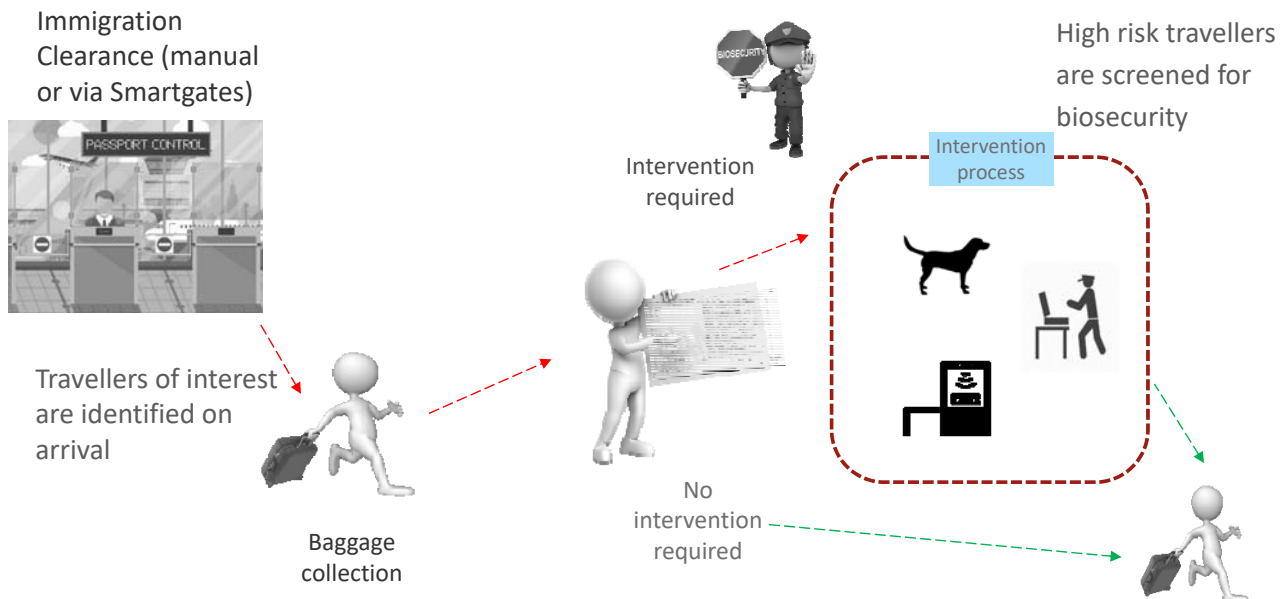 Immigration
Clearance (manual
or via Smartgates)
PASSPORT CONTROL
Travellers of interest
are identified on
arrival
Baggage
collection
BIOSECURITY
Intervention
required
No
intervention
required
High risk travellers
are screened for
biosecurity
Intervention
process